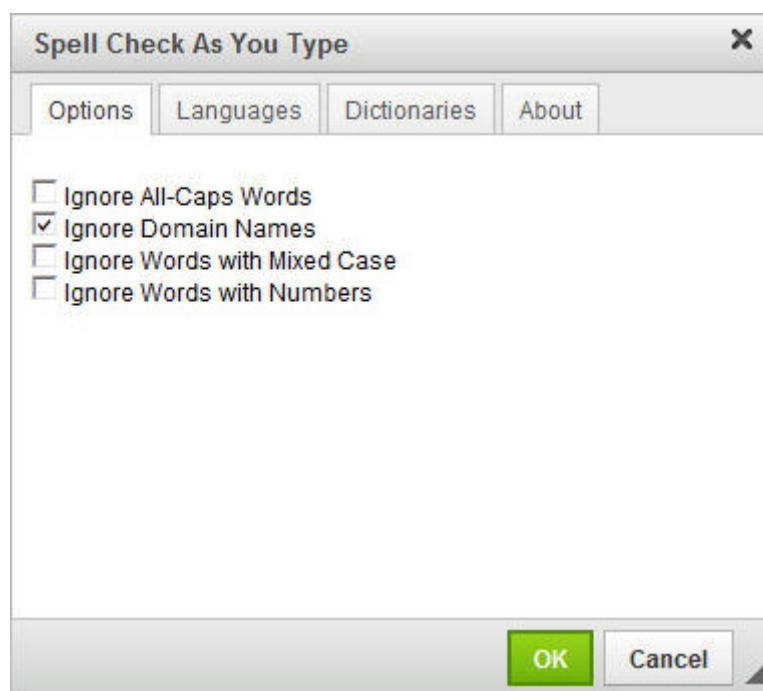 Spell Check As You Type
Options Languages Dictionaries About
Ignore All-Caps Words
Ignore Domain Names
Ignore Words with Mixed Case
Ignore Words with Numbers
OK Cancel